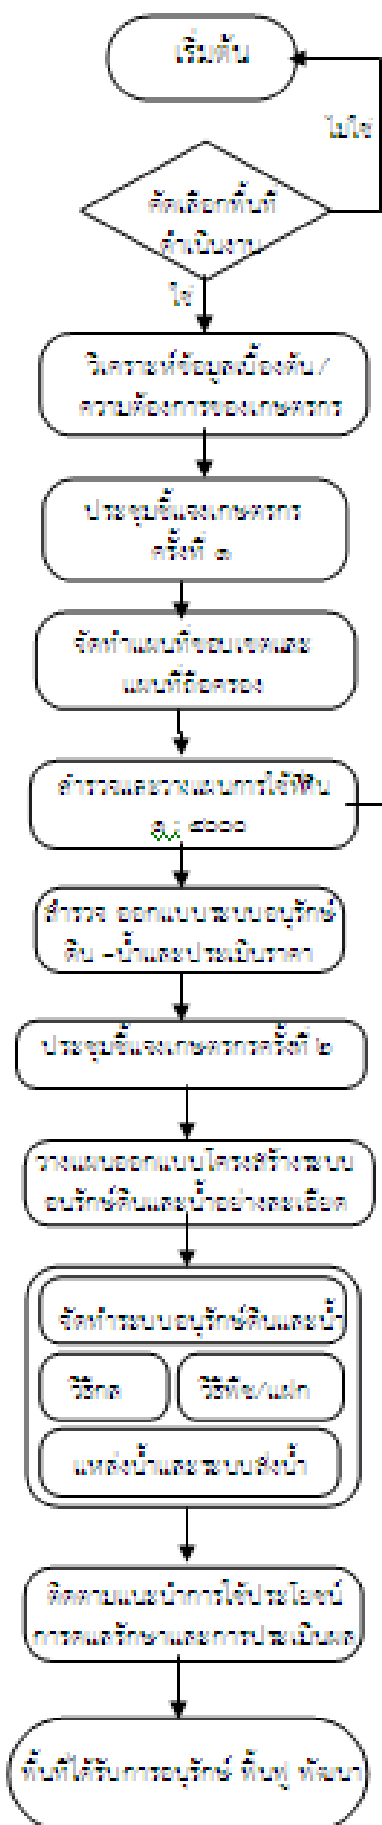 เริ่มต้น
ไม่ใช่
คัดเลือกพื้นที่
ดำเนินงาน
ใช่
วิเคราะห์ข้อมูลเบื้องต้น /
ความต้องการของเกษตรกร
ประชุมชี้แจงเกษตรกร
ครั้งที่ ๑
จัดทำแผนที่ขอบเขตและ
แผนที่ถือครอง
สำรวจและวางแผนการใช้ที่ดิน
๑ : ๔๐๐๐
สำรวจ ออกแบบระบบอนุรักษ์
ดิน –น้ำและประเมินราคา
ประชุมชี้แจงเกษตรกรครั้งที่ ๒
วางแผนออกแบบโครงสร้างระบบ
อนุรักษ์ดินและน้ำอย่างละเอียด
จัดทำระบบอนุรักษ์ดินและน้ำ
วิธีกล
วิธีพืช/แฝก
แหล่งน้ำและระบบส่งน้ำ
ติดตามแนะนำการใช้ประโยชน์
การดูแลรักษาและการประเมินผล
พื้นที่ได้รับการอนุรักษ์ ฟื้นฟู พัฒนา